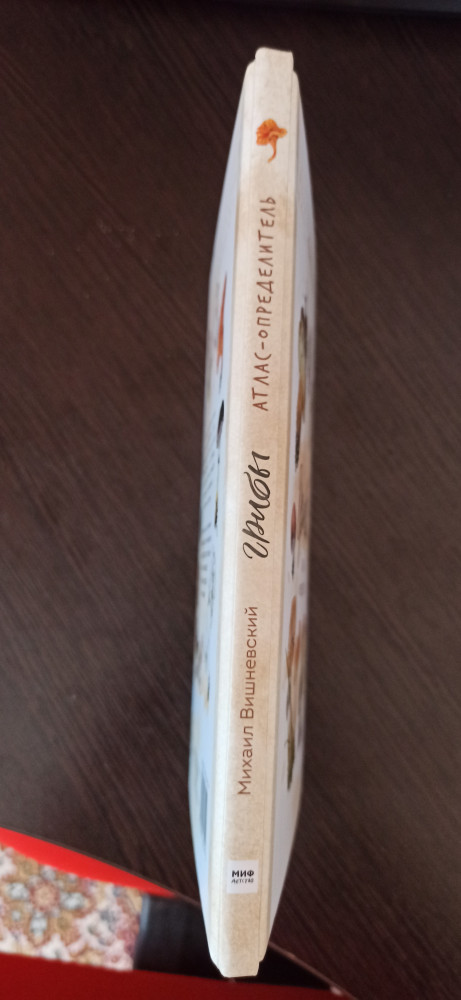 Михаил Вишневский
грибы
АТЛАС-ОПРЕДЕЛИТЕЛЬ
МИФ